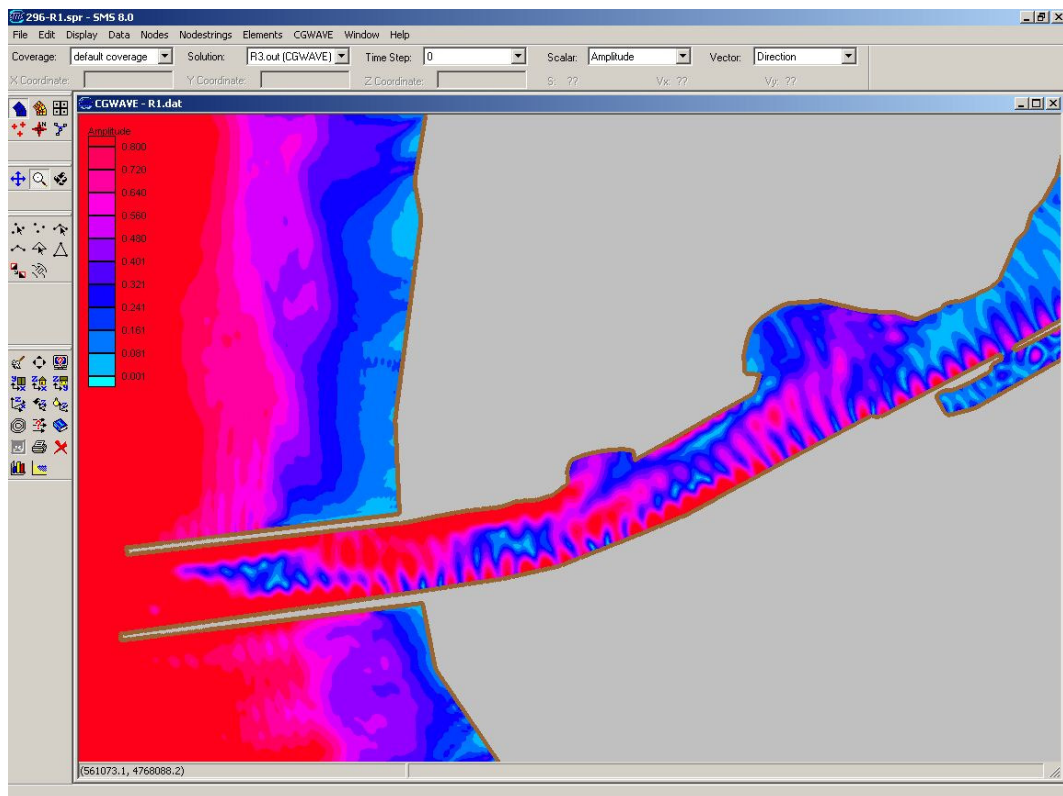 296-R1.spr - SMS 8.0
File Edit Display Data Nodes Nodestrings Elements CGWAVE Window Help
Coverage: default coverage Solution: R3.out (CGWAVE) Time Step: 0 Scalar: Amplitude Vector: Direction
X Coordinate: Y Coordinate: Z Coordinate: S: ?? Vx: ?? Vy: ??
CGWAVE - R1.dat
Amplitude
0.800
0.720
0.640
0.560
0.480
0.401
0.321
0.241
0.161
0.081
0.001
(561073.1, 4768088.2)